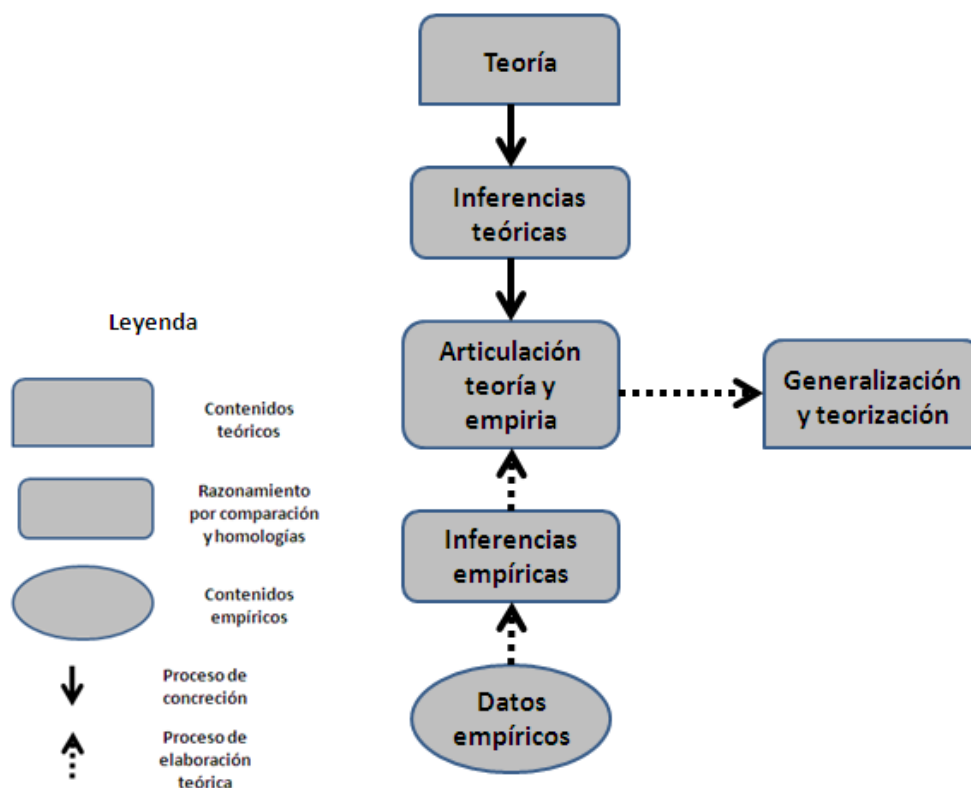 Teoría
Inferencias
teóricas
Articulación
teoría y
empiria
Generalización
y teorización
Inferencias
empíricas
Datos
empíricos
Leyenda
Contenidos
teóricos
Razonamiento
por comparación
y homologías
Contenidos
empíricos
Proceso de
concreción
Proceso de
elaboración
teórica